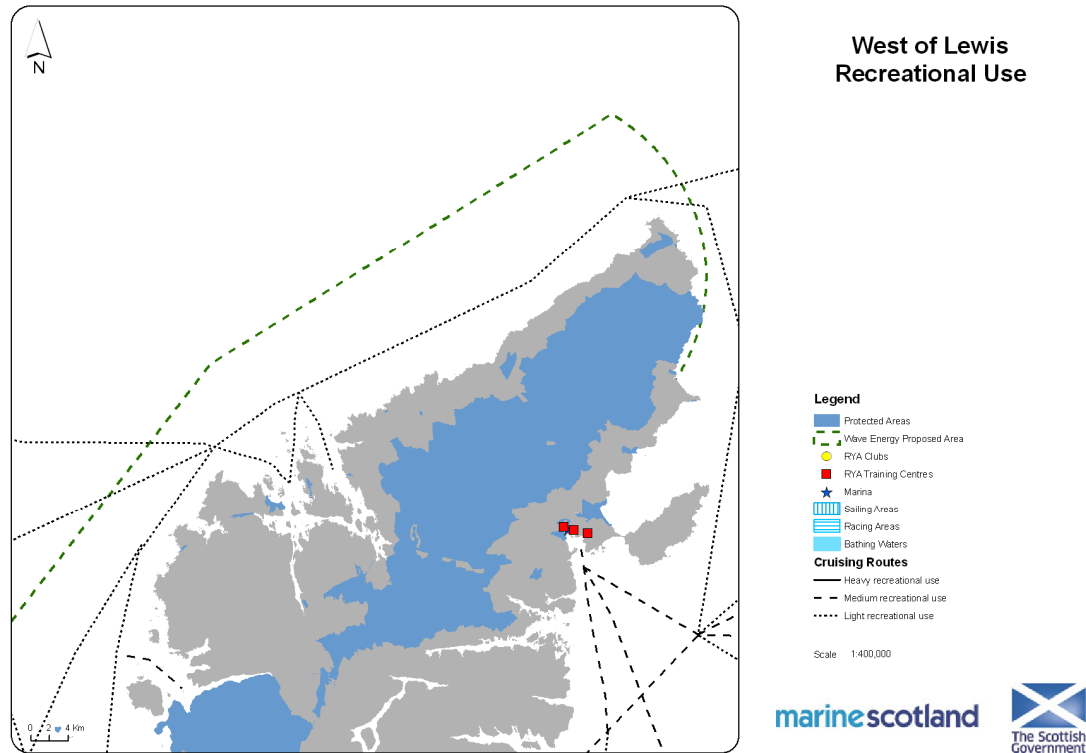 N
West of Lewis
Recreational Use
Legend
Protected Areas
Wave Energy Proposed Area
RYA Clubs
RYA Training Centres
Marina
Sailing Areas
Racing Areas
Bathing Waters
Cruising Routes
Heavy recreational use
Medium recreational use
Light recreational use
Scale 1:400,000
0 2 4 Km
marinescotland
The Scottish
Government